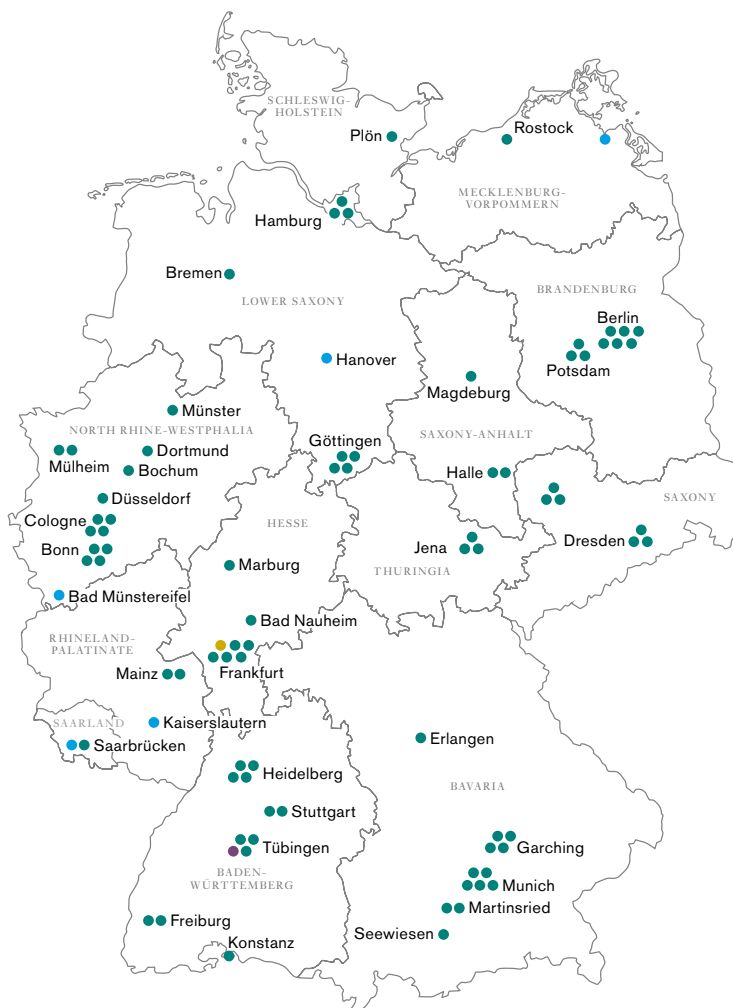 SCHLESWIG-
HOLSTEIN
Plön
Rostock
MECKLENBURG-
VORPOMMERN
Hamburg
Bremen
LOWER SAXONY
BRANDENBURG
Berlin
Potsdam
Hanover
Magdeburg
Münster
NORTH RHINE-WESTPHALIA
Dortmund
Mülheim
Bochum
Göttingen
SAXONY-ANHALT
Halle
Düsseldorf
SAXONY
Cologne
HESSE
Dresden
Bonn
Jena
Marburg
THURINGIA
Bad Münstereifel
Bad Nauheim
RHINELAND-
PALATINATE
Mainz
Frankfurt
SAARLAND
Kaiserslautern
Saarbrücken
Erlangen
Heidelberg
BAVARIA
Stuttgart
Tübingen
Garching
BADEN-
WÜRTTEMBERG
Munich
Martinsried
Freiburg
Seewiesen
Konstanz